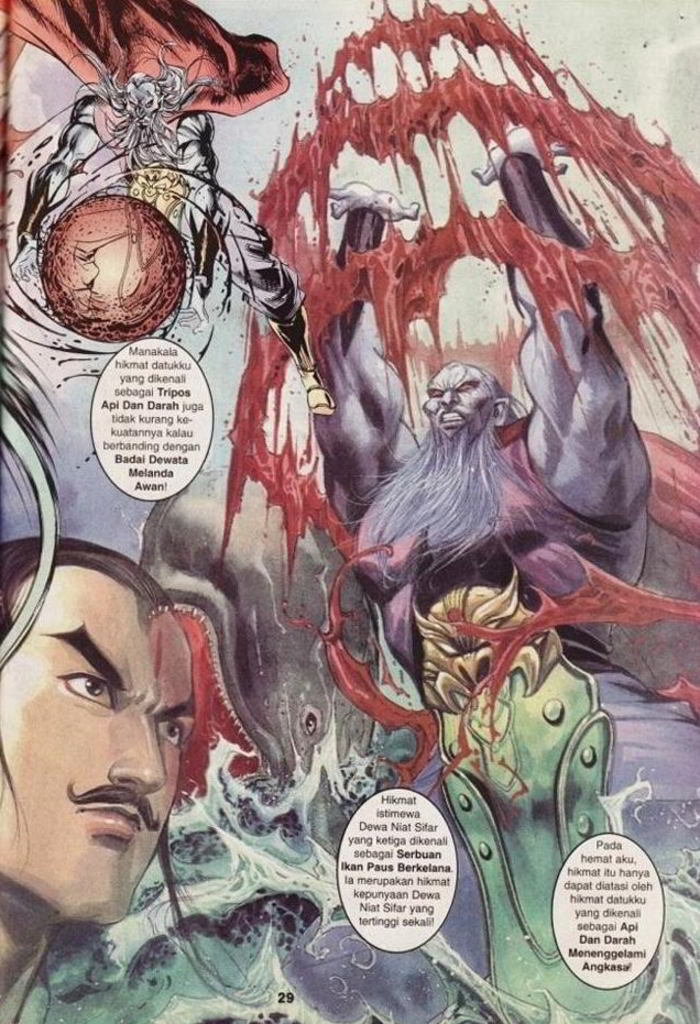 Manakala
hikmat datukku
yang dikenali
sebagai Tripos
Api Dan Darah juga
tidak kurang ke-
kuatannya kalau
berbanding dengan
Badai Dewata
Melanda
Awan!
Hikmat
istimewa
Dewa Niat Sifar
yang ketiga dikenali
sebagai Serbuan
Ikan Paus Berkelana.
Ia merupakan hikmat
kepunyaan Dewa
Niat Sifar yang
tertinggi sekali!
Pada
hemat aku,
hikmat itu hanya
dapat diatasi oleh
hikmat datukku
yang dikenali
sebagai Api
Dan Darah
Menenggelami
Angkasa!
29